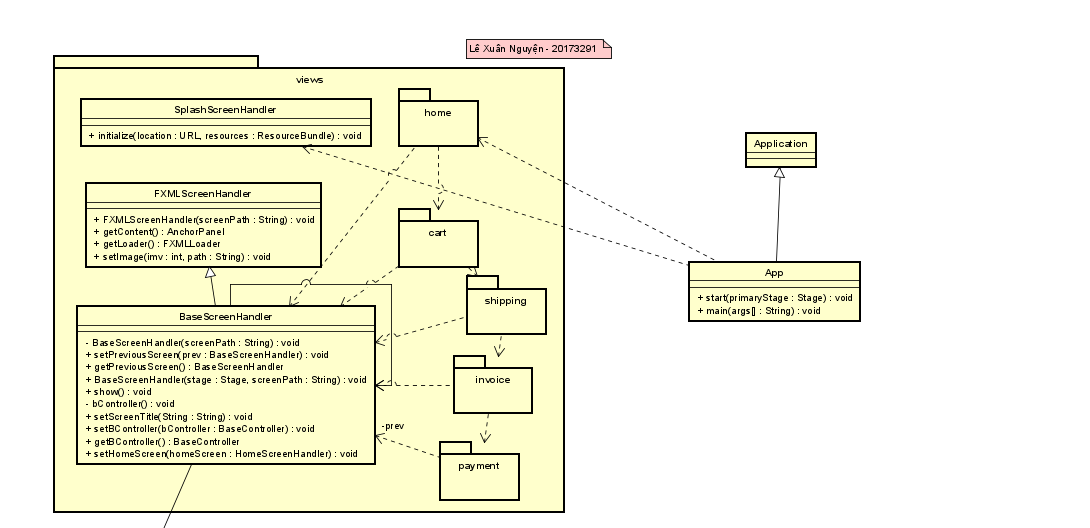 Lê Xuân Nguyện - 20173291
views
SplashScreenHandler
+ initialize(location : URL, resources : ResourceBundle) : void
home
Application
FXMLScreenHandler
+ FXMLScreenHandler(screenPath : String) : void
+ getContent() : AnchorPanel
+ getLoader() : FXMLLoader
+ setImage(imv : int, path : String) : void
cart
App
+ start(primaryStage : Stage) : void
+ main(args[] : String) : void
shipping
BaseScreenHandler
- BaseScreenHandler(screenPath : String) : void
+ setPreviousScreen(prev : BaseScreenHandler) : void
+ getPreviousScreen() : BaseScreenHandler
+ BaseScreenHandler(stage : Stage, screenPath : String) : void
+ show() : void
- bController() : void
+ setScreenTitle(String : String) : void
+ setBController(bController : BaseController) : void
+ getBController() : BaseController
+ setHomeScreen(homeScreen : HomeScreenHandler) : void
invoice
-prev
payment